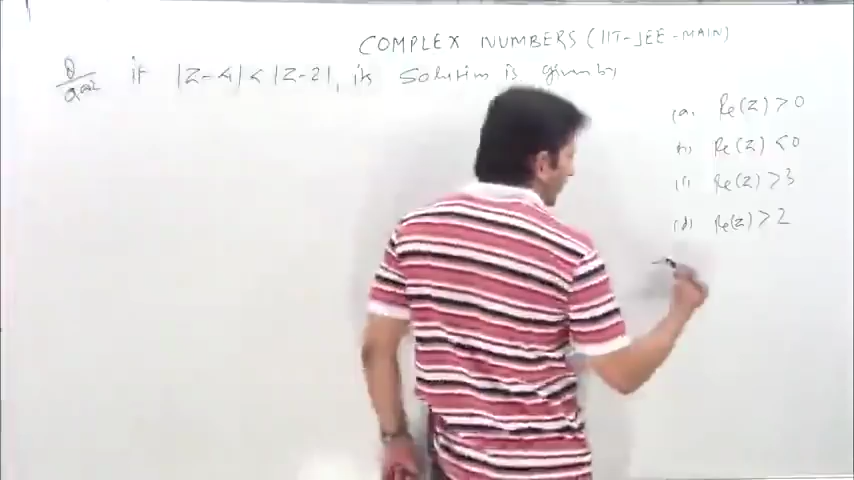 COMPLEX NUMBERS (IIT-JEE-MAIN)
Q if |Z-4| < |Z-2|, its Solution is given by
(a) Re(z) > 0
(b) Re(z) < 0
(c) Re(z) > 3
(d) Re(z) > 2